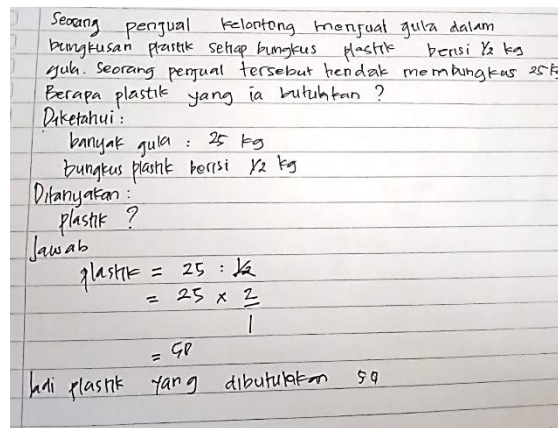 Seorang penjual kelontong menjual gula dalam
bungkusan plastik setiap bungkus plastik berisi 1/2 kg
gula. Seorang penjual tersebut hendak membungkus 25 kg
Berapa plastik yang ia butuhkan ?
Diketahui :
banyak gula : 25 kg
bungkus plastik berisi 1/2 kg
Ditanyakan :
plastik ?
Jawab
plastik = 25 : 1/2
= 25 x 2/1
= 50
Jadi plastik yang dibutuhkan 50